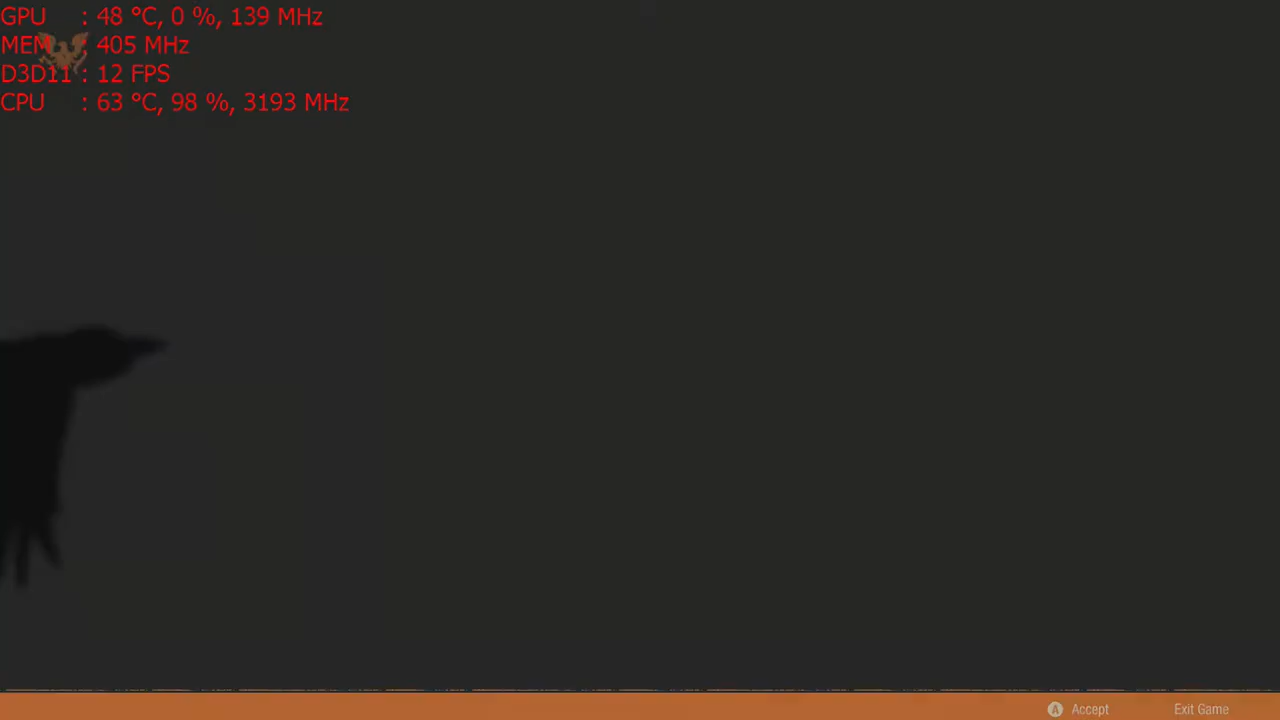 GPU : 48 °C, 0 %, 139 MHz
MEM : 405 MHz
D3D11 : 12 FPS
CPU : 63 °C, 98 %, 3193 MHz
A Accept Exit Game